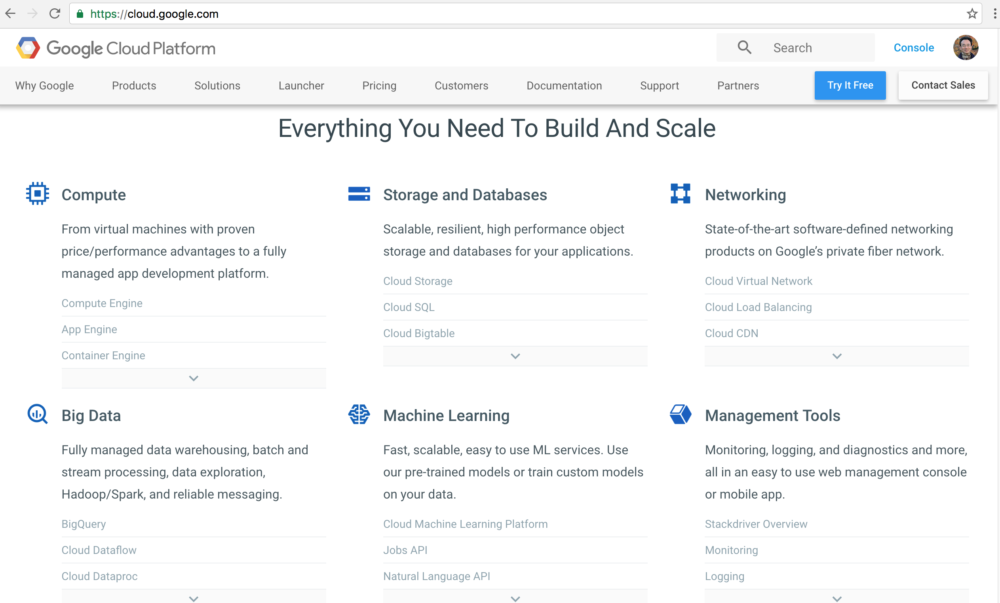 https://cloud.google.com
Google Cloud Platform
Search
Console
Why Google
Products
Solutions
Launcher
Pricing
Customers
Documentation
Support
Partners
Try It Free
Contact Sales
Everything You Need To Build And Scale
Compute
From virtual machines with proven
price/performance advantages to a fully
managed app development platform.
Compute Engine
App Engine
Container Engine
Storage and Databases
Scalable, resilient, high performance object
storage and databases for your applications.
Cloud Storage
Cloud SQL
Cloud Bigtable
Networking
State-of-the-art software-defined networking
products on Google’s private fiber network.
Cloud Virtual Network
Cloud Load Balancing
Cloud CDN
Big Data
Fully managed data warehousing, batch and
stream processing, data exploration,
Hadoop/Spark, and reliable messaging.
BigQuery
Cloud Dataflow
Cloud Dataproc
Machine Learning
Fast, scalable, easy to use ML services. Use
our pre-trained models or train custom models
on your data.
Cloud Machine Learning Platform
Jobs API
Natural Language API
Management Tools
Monitoring, logging, and diagnostics and more,
all in an easy to use web management console
or mobile app.
Stackdriver Overview
Monitoring
Logging